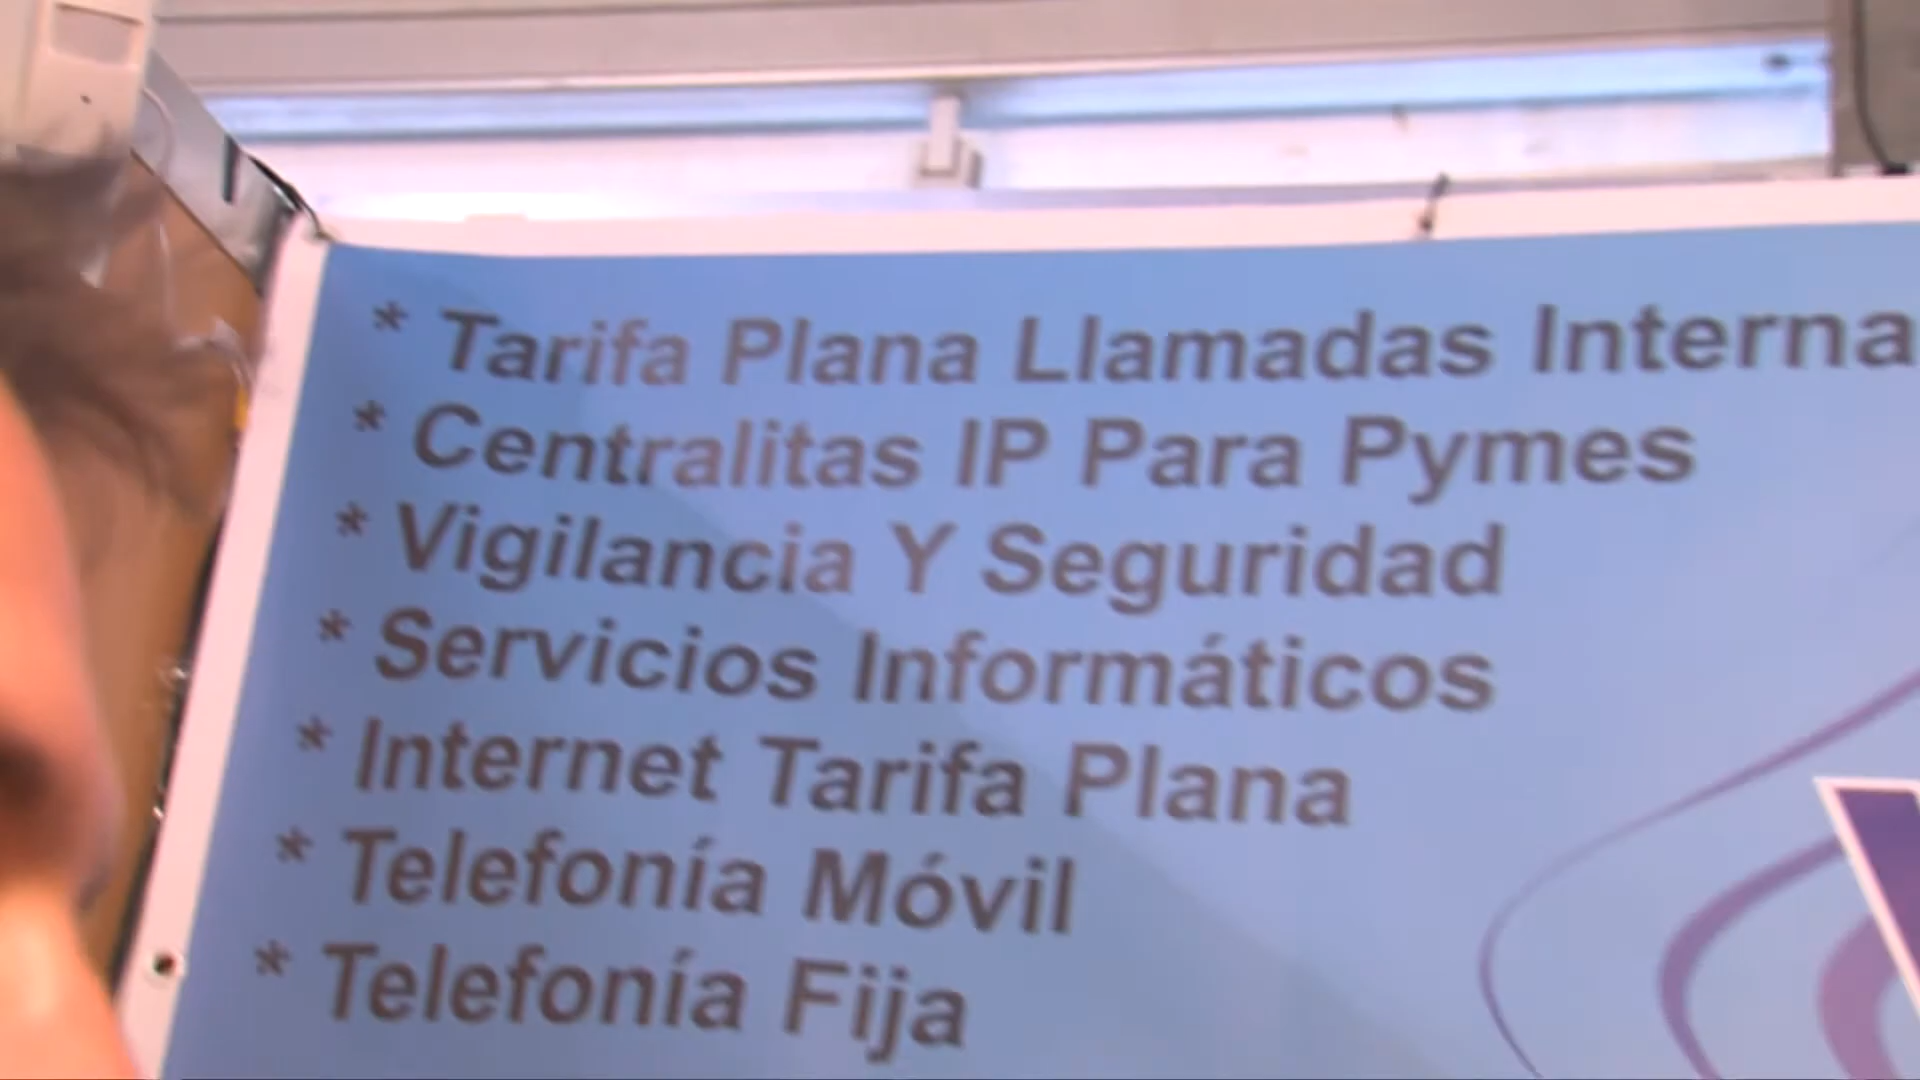 * Tarifa Plana Llamadas Interna
* Centralitas IP Para Pymes
* Vigilancia Y Seguridad
* Servicios Informáticos
* Internet Tarifa Plana
* Telefonía Móvil
* Telefonía Fija